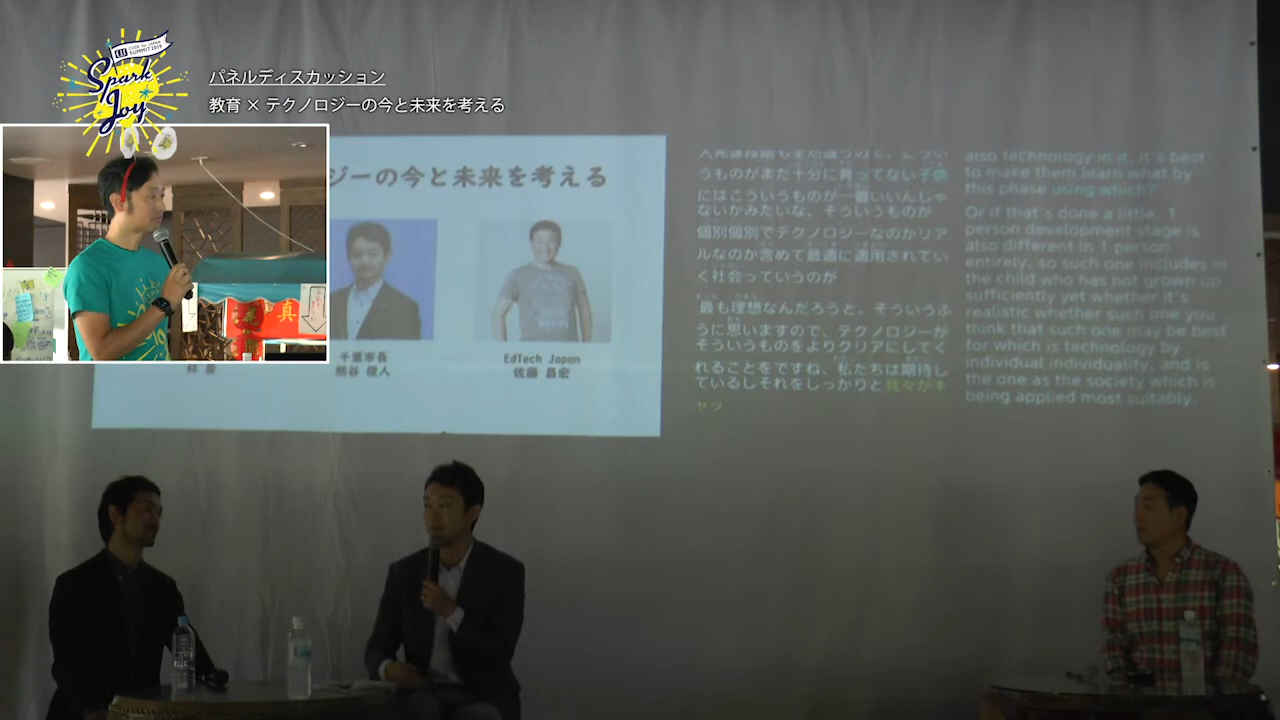 CODE for JAPAN
SUMMIT 2019
Spark
Joy
パネルディスカッション
教育 × テクノロジーの今と未来を考える
ジーの今と未来を考える
千葉市長
熊谷 俊人
EdTech Japan
佐藤 昌宏
うものがまだ十分に育ってない子供
にはこういうものが一番いいんじゃ
ないかみたいな、そういうものが
個別個別でテクノロジーなのかリア
ルなのか含めて最適に適用されてい
く社会っていうのが
最も理想なんだろうと。そういうふ
うに思いますので、テクノロジーが
そういうものをよりクリアにしてく
れることをですね、私たちは期待し
ているしそれをしっかりと我々がキ
ャッ
also technology in it, it's best
to make them learn what by
this phase using which?
Or if that's done a little, 1
person development stage is
also different in 1 person
entirely, so such one includes in
the child who has not grown up
sufficiently yet whether it's
realistic whether such one you
think that such one may be best
for which is technology by
individual individuality, and is
the one as the society which is
being applied most suitably.
真